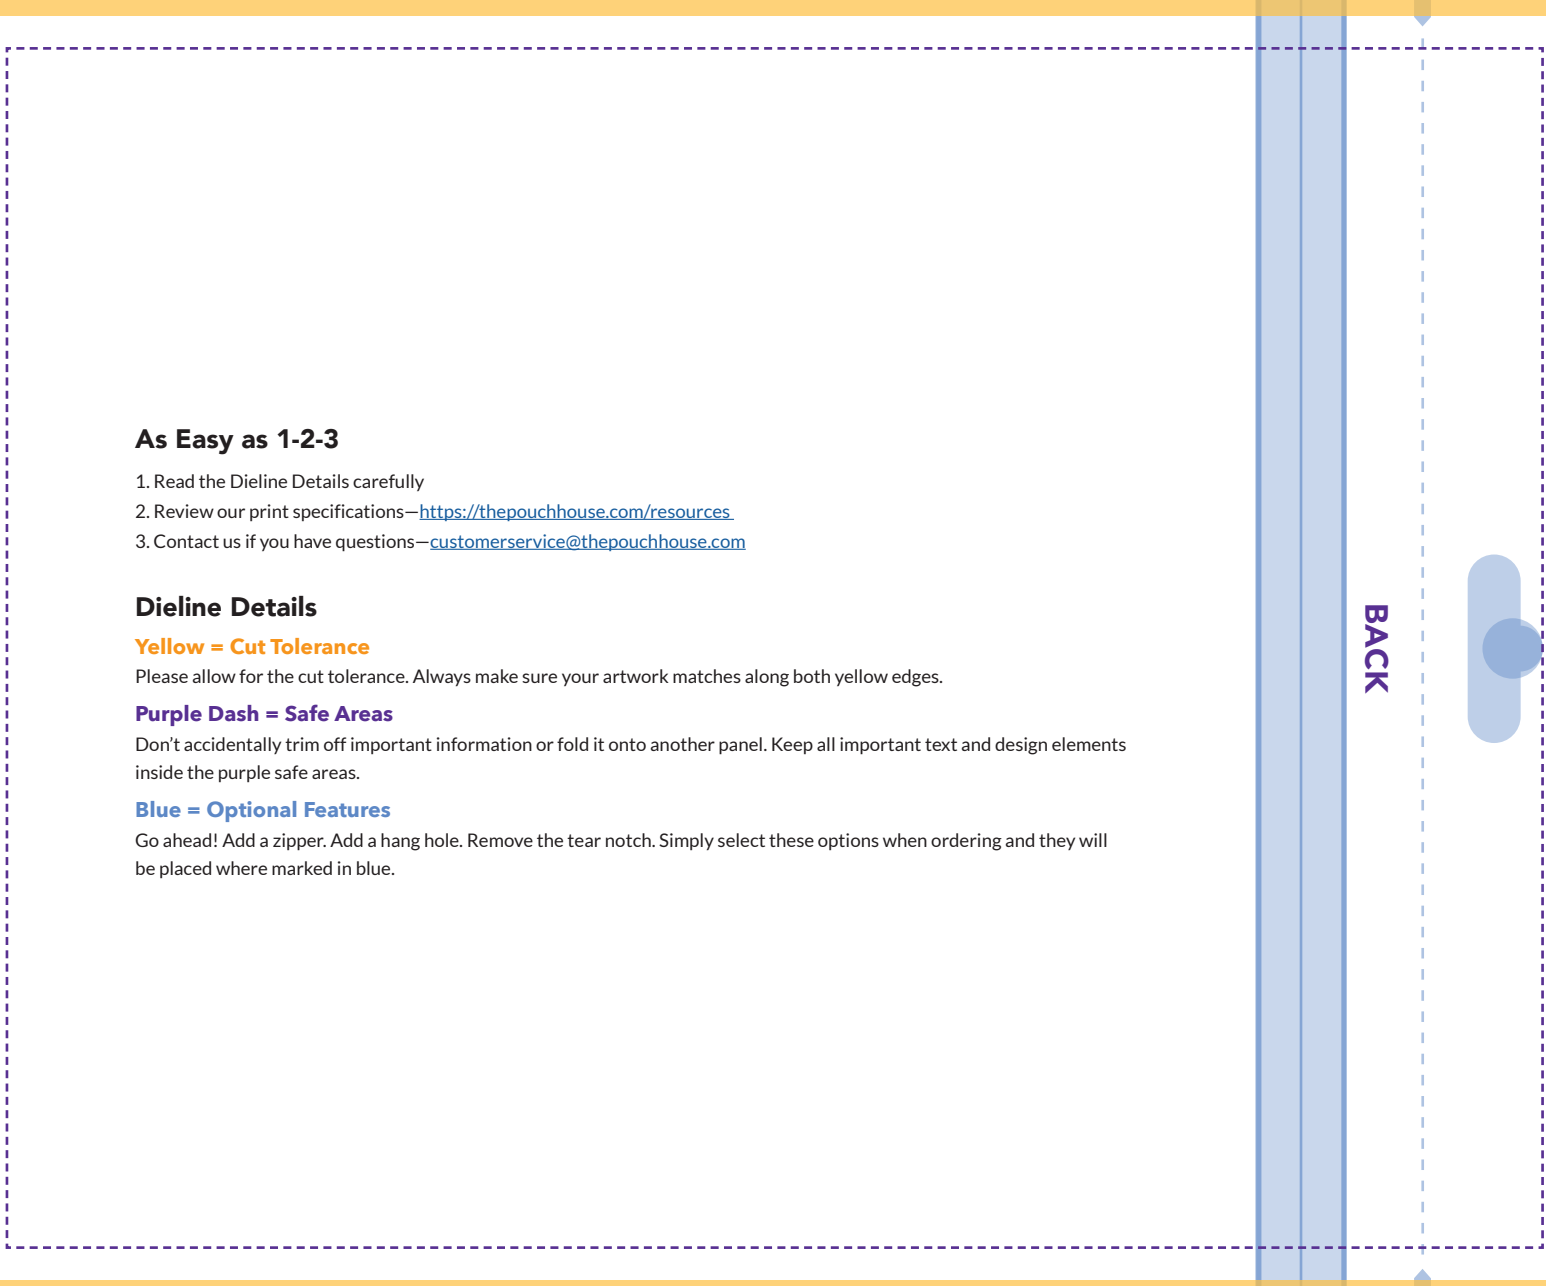 As Easy as 1-2-3
1. Read the Dieline Details carefully
2. Review our print specifications—https://thepouchhouse.com/resources
3. Contact us if you have questions—customerservice@thepouchhouse.com
Dieline Details
Yellow = Cut Tolerance
Please allow for the cut tolerance. Always make sure your artwork matches along both yellow edges.
Purple Dash = Safe Areas
Don’t accidentally trim off important information or fold it onto another panel. Keep all important text and design elements
inside the purple safe areas.
Blue = Optional Features
Go ahead! Add a zipper. Add a hang hole. Remove the tear notch. Simply select these options when ordering and they will
be placed where marked in blue.
BACK